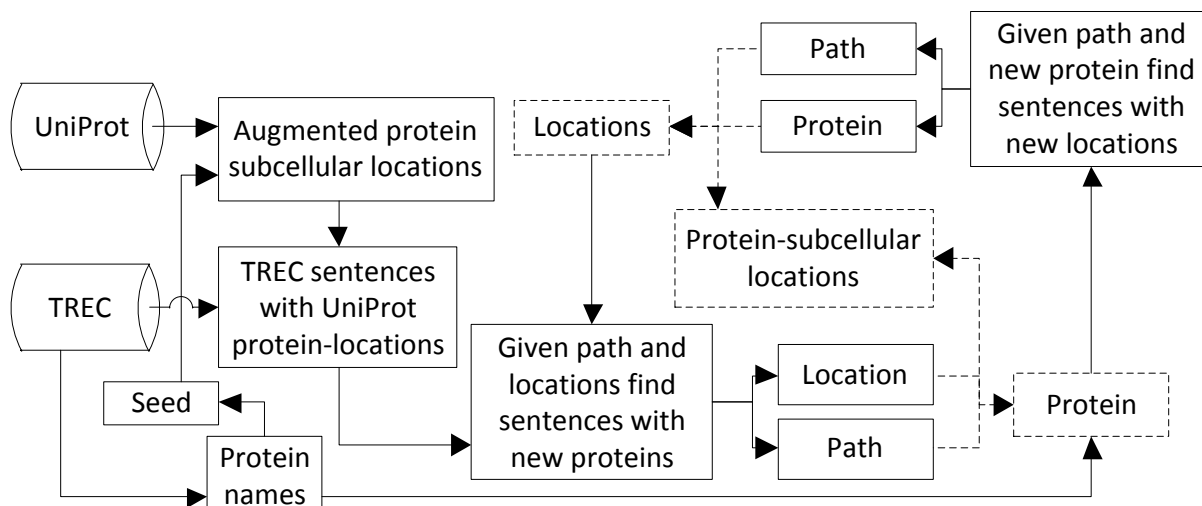 UniProt
Augmented protein
subcellular locations
TREC
TREC sentences
with UniProt
protein-locations
Seed
Protein
names
Locations
Path
Protein
Given path and
new protein find
sentences with
new locations
Protein-subcellular
locations
Given path and
locations find
sentences with
new proteins
Location
Path
Protein